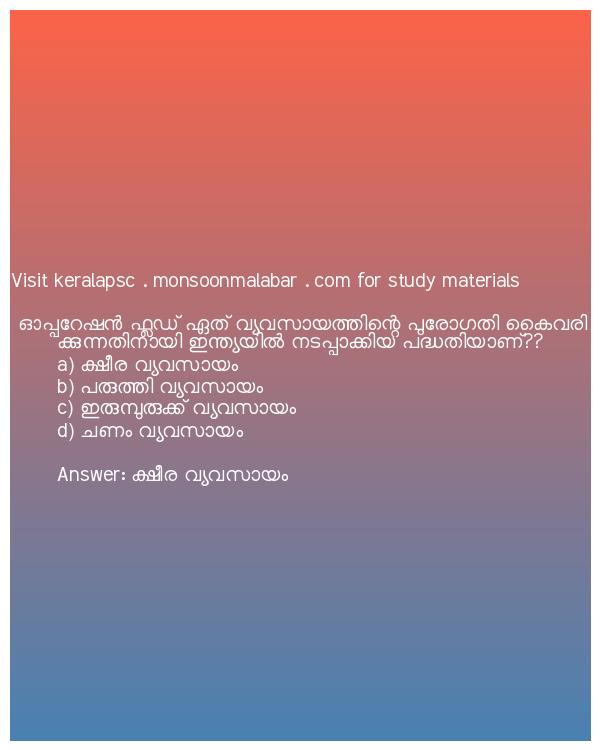 Visit keralapsc . monsoonmalabar . com for study materials
ഓപ്പറേഷൻ ഫ്ലഡ് ഏത് വ്യവസായത്തിന്റെ പുരോഗതി കൈവരി
ക്കുന്നതിനായി ഇന്ത്യയിൽ നടപ്പാക്കിയ പദ്ധതിയാണ്??
a) ക്ഷീര വ്യവസായം
b) പരുത്തി വ്യവസായം
c) ഇരുമ്പുരുക്ക് വ്യവസായം
d) ചണം വ്യവസായം
Answer: ക്ഷീര വ്യവസായം